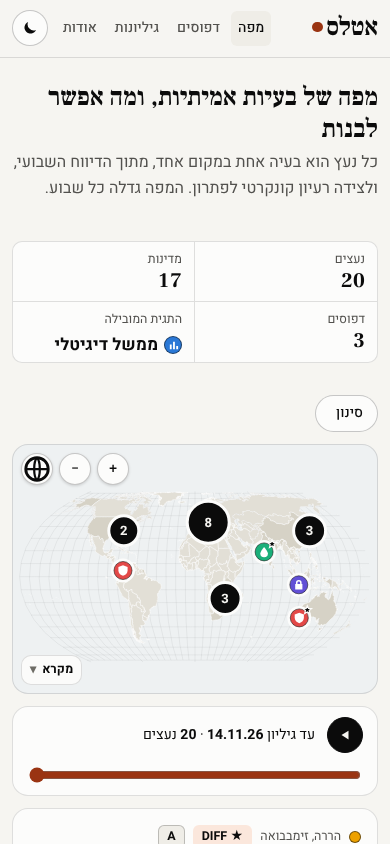 אטלס
מפה
דפוסים
גיליונות
אודות
מפה של בעיות אמיתיות, ומה אפשר
לבנות
כל נעץ הוא בעיה אחת במקום אחד, מתוך הדיווח השבועי,
ולצידה רעיון קונקרטי לפתרון. המפה גדלה כל שבוע.
נעצים
20
מדינות
17
דפוסים
3
התגית המובילה
ממשל דיגיטלי
סינון
+
−
2
8
3
3
מקרא ▼
עד גיליון 14.11.26 · 20 נעצים
הררה, זימבבואה
DIFF ★
A